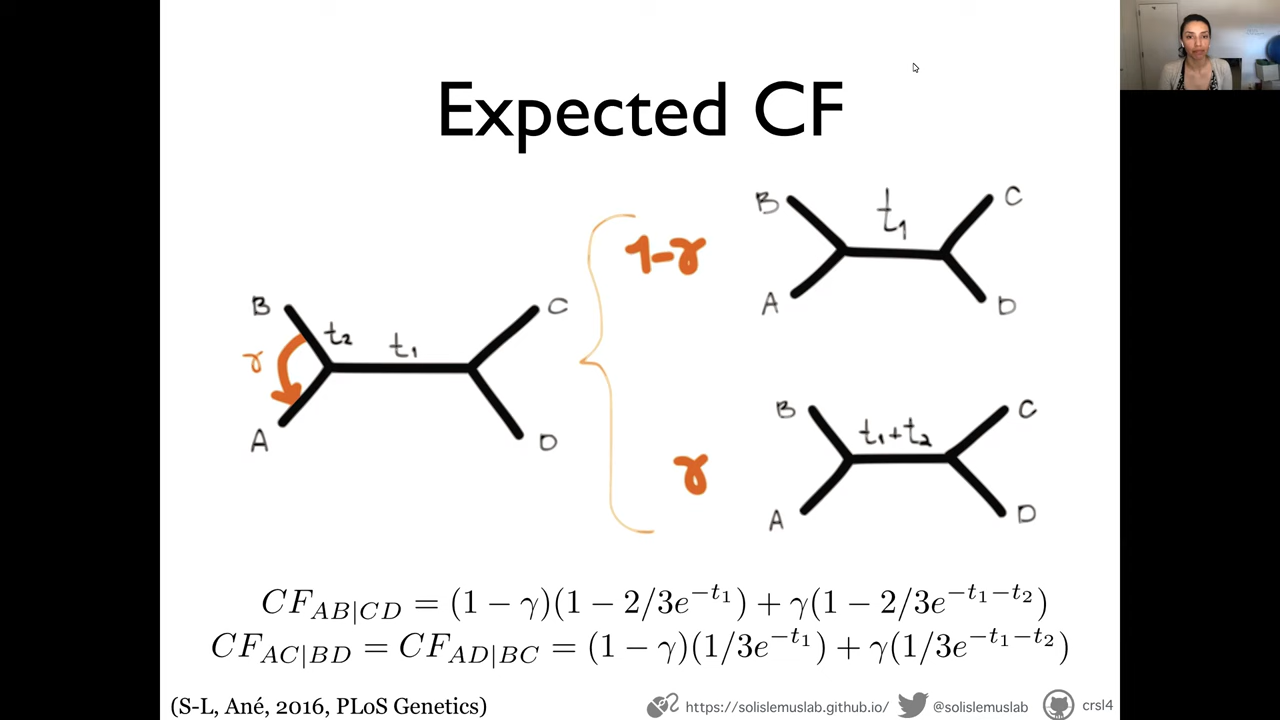 Expected CF
B
t₁
C
1-γ
A
D
B
t₂
t₁
C
γ
A
D
B
t₁+t₂
C
γ
A
D
CF_{AB|CD} = (1 − γ)(1 − 2/3e^{−t₁}) + γ(1 − 2/3e^{−t₁−t₂})
CF_{AC|BD} = CF_{AD|BC} = (1 − γ)(1/3e^{−t₁}) + γ(1/3e^{−t₁−t₂})
(S-L, Ané, 2016, PLoS Genetics)
https://solislemuslab.github.io/
@solislemuslab
crsl4